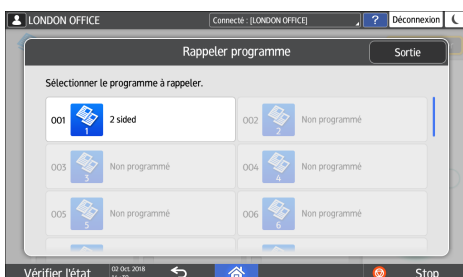 LONDON OFFICE
Connecté : [LONDON OFFICE]
?
Déconnexion
Rappeler programme
Sortie
Sélectionner le programme à rappeler.
001 1 2 sided
002 2 Non programmé
003 3 Non programmé
004 4 Non programmé
005 5 Non programmé
006 6 Non programmé
Vérifier l'état
02 Oct. 2018
Stop